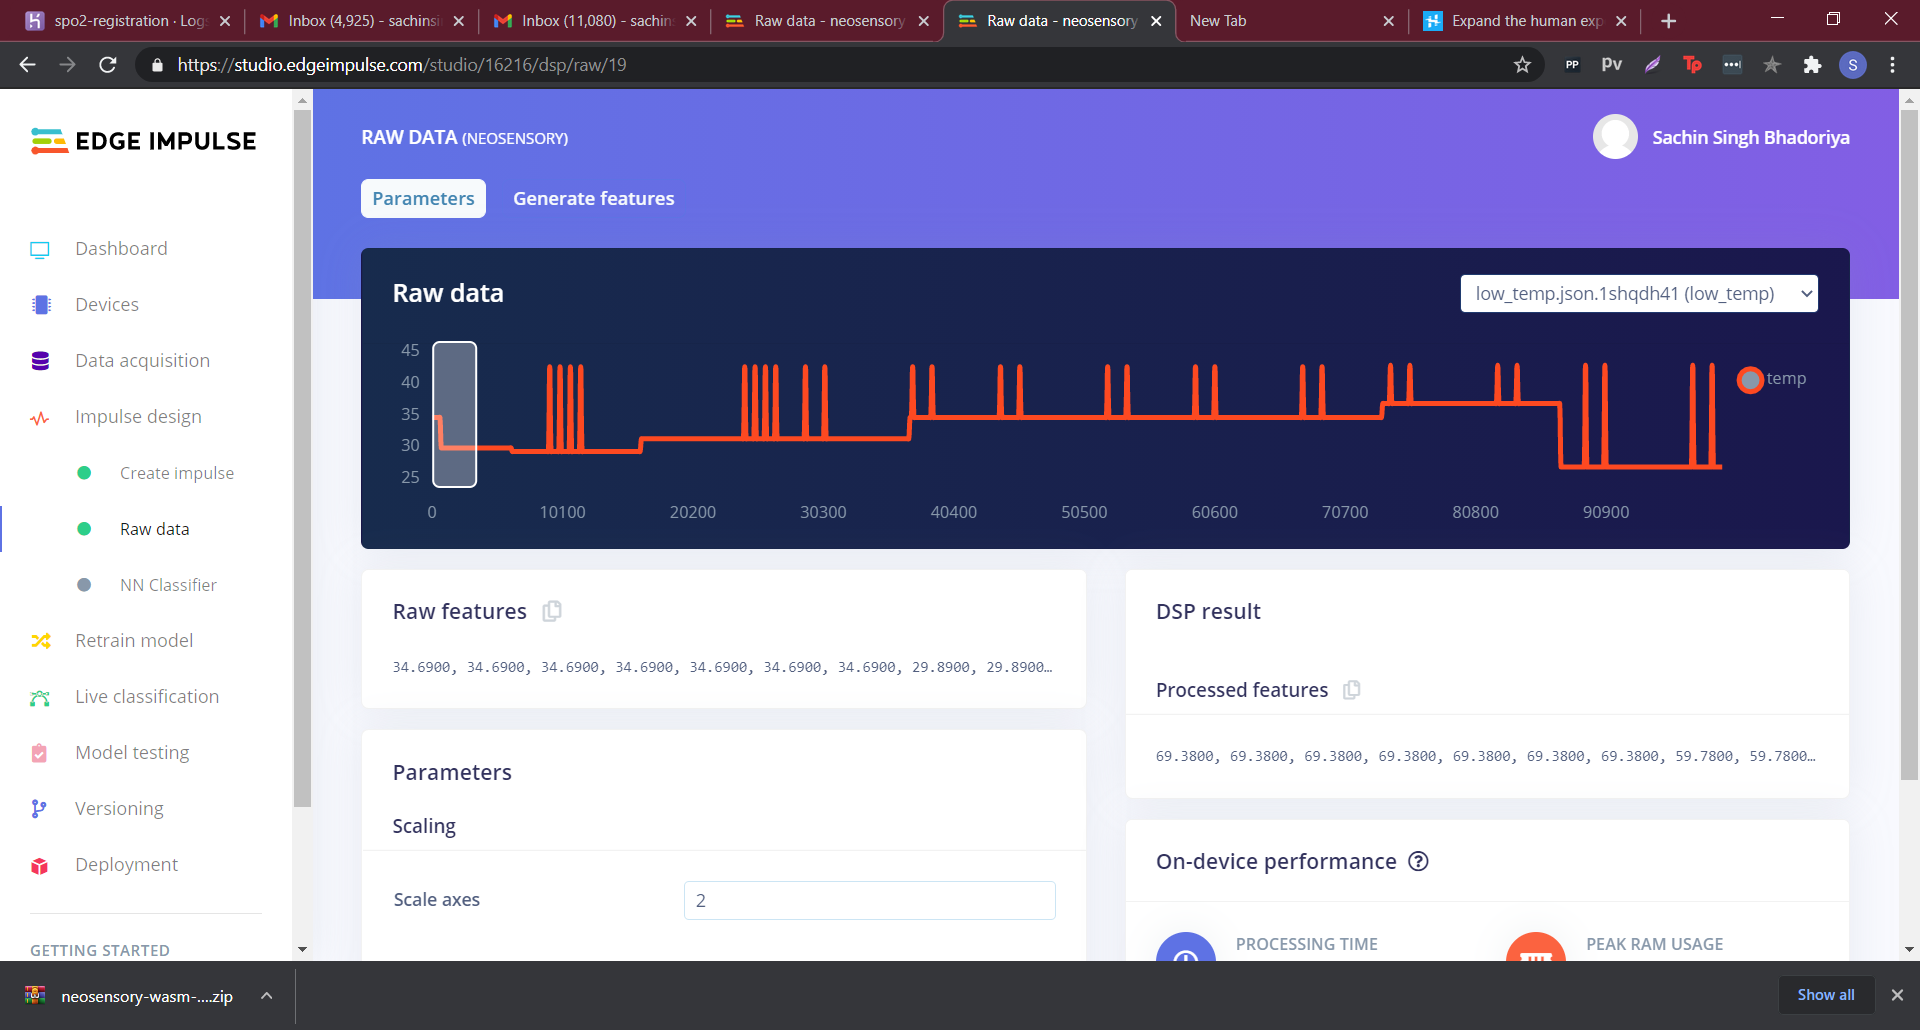 spo2-registration · Log
Inbox (4,925) - sachinsi
Inbox (11,080) - sachin
Raw data - neosensory
Raw data - neosensory
New Tab
Expand the human exp
https://studio.edgeimpulse.com/studio/16216/dsp/raw/19
PP
Pv
Tp
S
EDGE IMPULSE
RAW DATA (NEOSENSORY)
Sachin Singh Bhadoriya
Parameters
Generate features
Dashboard
Devices
Data acquisition
Impulse design
Create impulse
Raw data
NN Classifier
Retrain model
Live classification
Model testing
Versioning
Deployment
GETTING STARTED
Raw data
low_temp.json.1shqdh41 (low_temp)
45
40
35
30
25
0
10100
20200
30300
40400
50500
60600
70700
80800
90900
temp
Raw features
34.6900, 34.6900, 34.6900, 34.6900, 34.6900, 34.6900, 34.6900, 29.8900, 29.8900…
DSP result
Processed features
69.3800, 69.3800, 69.3800, 69.3800, 69.3800, 69.3800, 69.3800, 59.7800, 59.7800…
Parameters
Scaling
Scale axes
2
On-device performance
?
PROCESSING TIME
PEAK RAM USAGE
neosensory-wasm-....zip
Show all